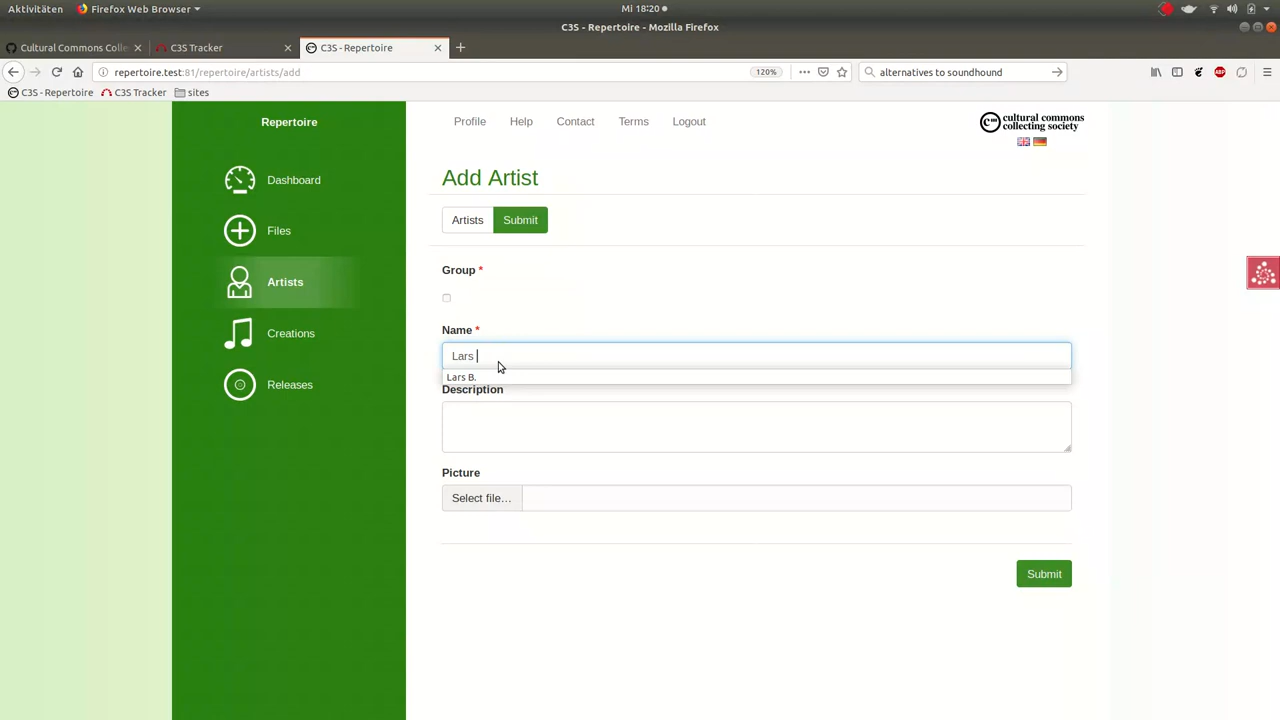 Aktivitäten Firefox Web Browser Mi 18:20
C3S - Repertoire - Mozilla Firefox
Cultural Commons Colle C3S Tracker C3S - Repertoire
repertoire.test:81/repertoire/artists/add 120% alternatives to soundhound
C3S - Repertoire C3S Tracker sites
Repertoire
Dashboard
Files
Artists
Creations
Releases
Profile Help Contact Terms Logout
cultural commons
collecting society
Add Artist
Artists Submit
Group *
Name *
Lars
Lars B.
Description
Picture
Select file...
Submit